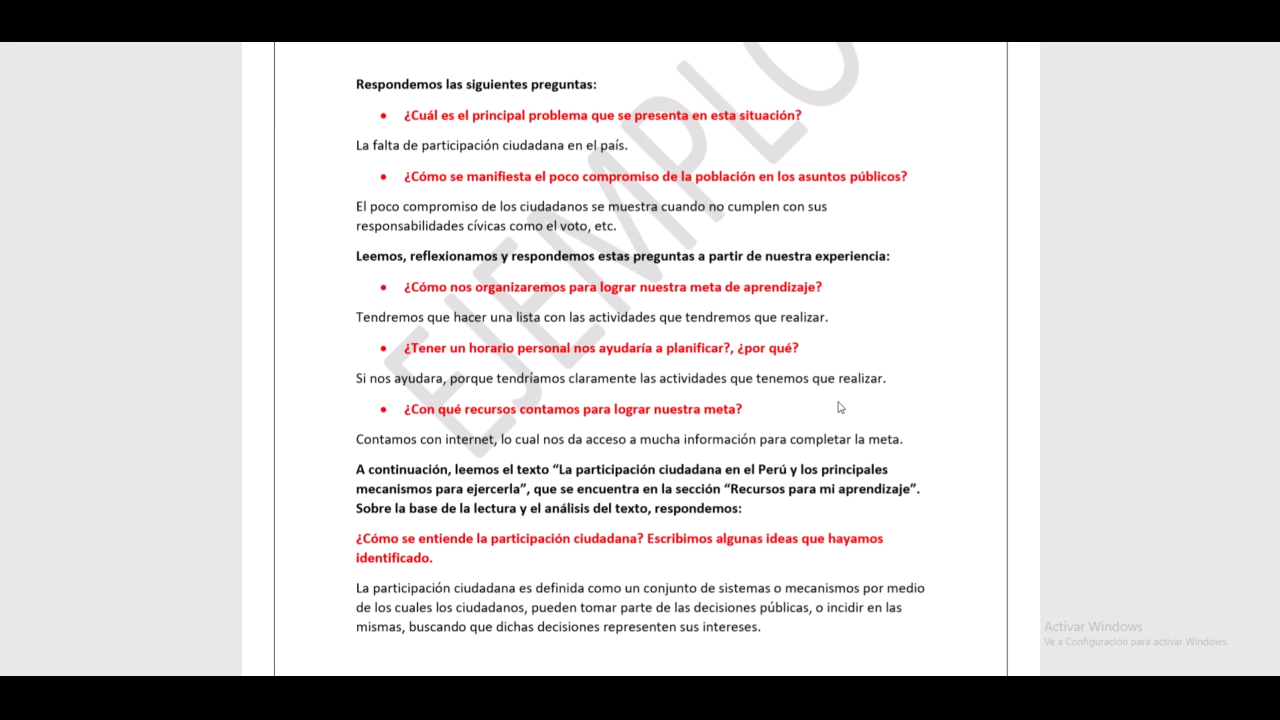 Respondemos las siguientes preguntas:
• ¿Cuál es el principal problema que se presenta en esta situación?
La falta de participación ciudadana en el país.
• ¿Cómo se manifiesta el poco compromiso de la población en los asuntos públicos?
El poco compromiso de los ciudadanos se muestra cuando no cumplen con sus
responsabilidades cívicas como el voto, etc.
Leemos, reflexionamos y respondemos estas preguntas a partir de nuestra experiencia:
• ¿Cómo nos organizaremos para lograr nuestra meta de aprendizaje?
Tendremos que hacer una lista con las actividades que tendremos que realizar.
• ¿Tener un horario personal nos ayudaría a planificar?, ¿por qué?
Si nos ayudara, porque tendríamos claramente las actividades que tenemos que realizar.
• ¿Con qué recursos contamos para lograr nuestra meta?
Contamos con internet, lo cual nos da acceso a mucha información para completar la meta.
A continuación, leemos el texto “La participación ciudadana en el Perú y los principales
mecanismos para ejercerla”, que se encuentra en la sección “Recursos para mi aprendizaje”.
Sobre la base de la lectura y el análisis del texto, respondemos:
¿Cómo se entiende la participación ciudadana? Escribimos algunas ideas que hayamos
identificado.
La participación ciudadana es definida como un conjunto de sistemas o mecanismos por medio
de los cuales los ciudadanos, pueden tomar parte de las decisiones públicas, o incidir en las
mismas, buscando que dichas decisiones representen sus intereses.
EJEMPLO
Activar Windows
Ve a Configuración para activar Windows.